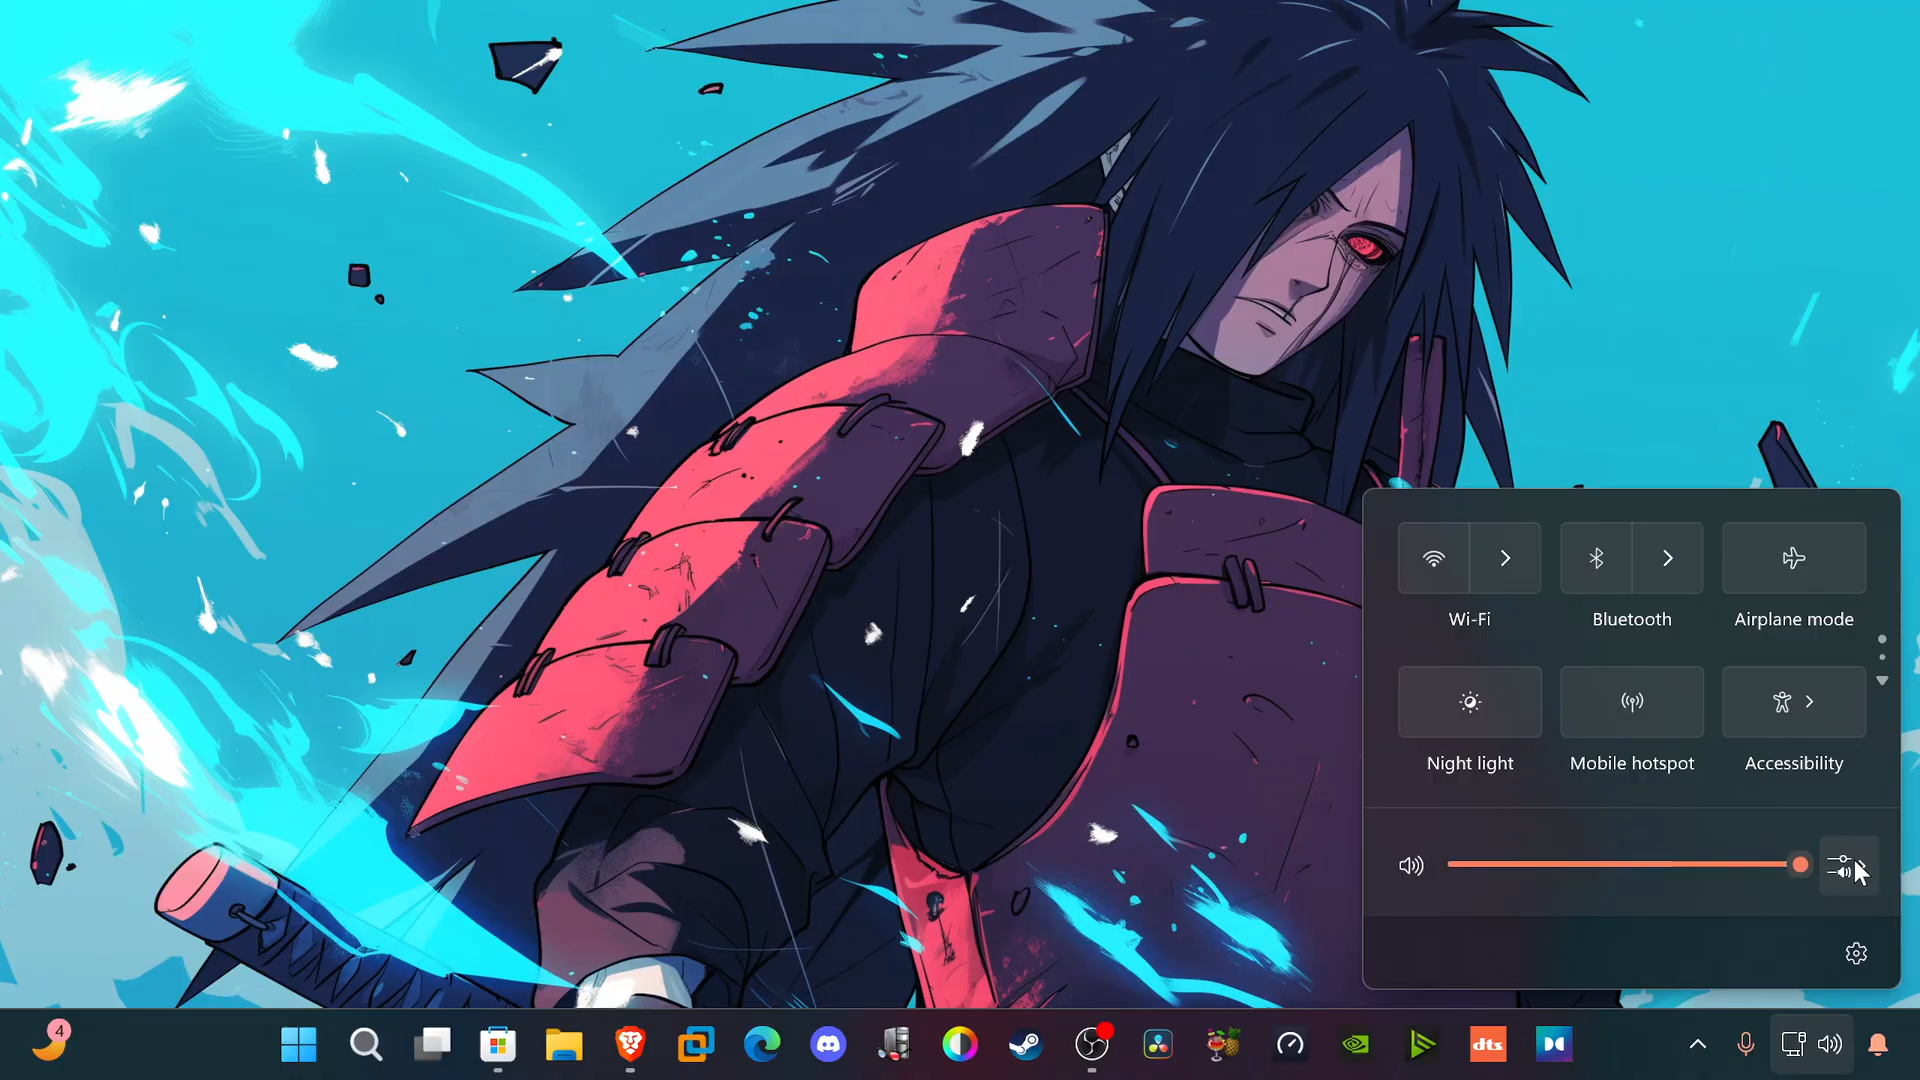 Wi-Fi
Bluetooth
Airplane mode
Night light
Mobile hotspot
Accessibility
4
dts